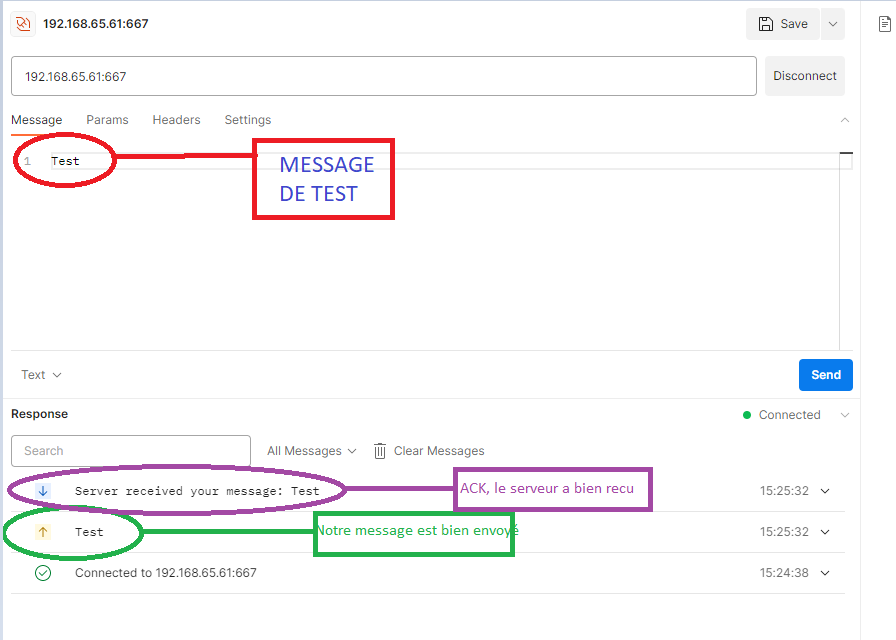 192.168.65.61:667
Save
192.168.65.61:667
Disconnect
Message Params Headers Settings
1 Test
MESSAGE
DE TEST
Text
Send
Response
Connected
Search
All Messages
Clear Messages
Server received your message: Test
ACK, le serveur a bien recu
15:25:32
Test
Notre message est bien envoyé
15:25:32
Connected to 192.168.65.61:667
15:24:38